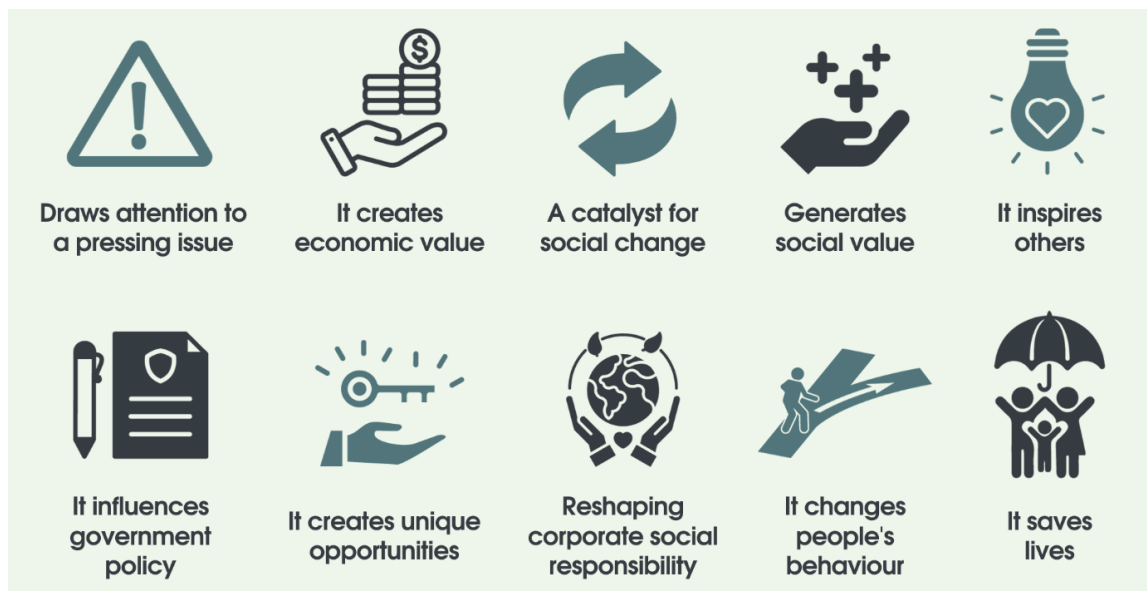 $
Draws attention to
a pressing issue
It creates
economic value
A catalyst for
social change
Generates
social value
It inspires
others
It influences
government
policy
It creates unique
opportunities
Reshaping
corporate social
responsibility
It changes
people's
behaviour
It saves
lives